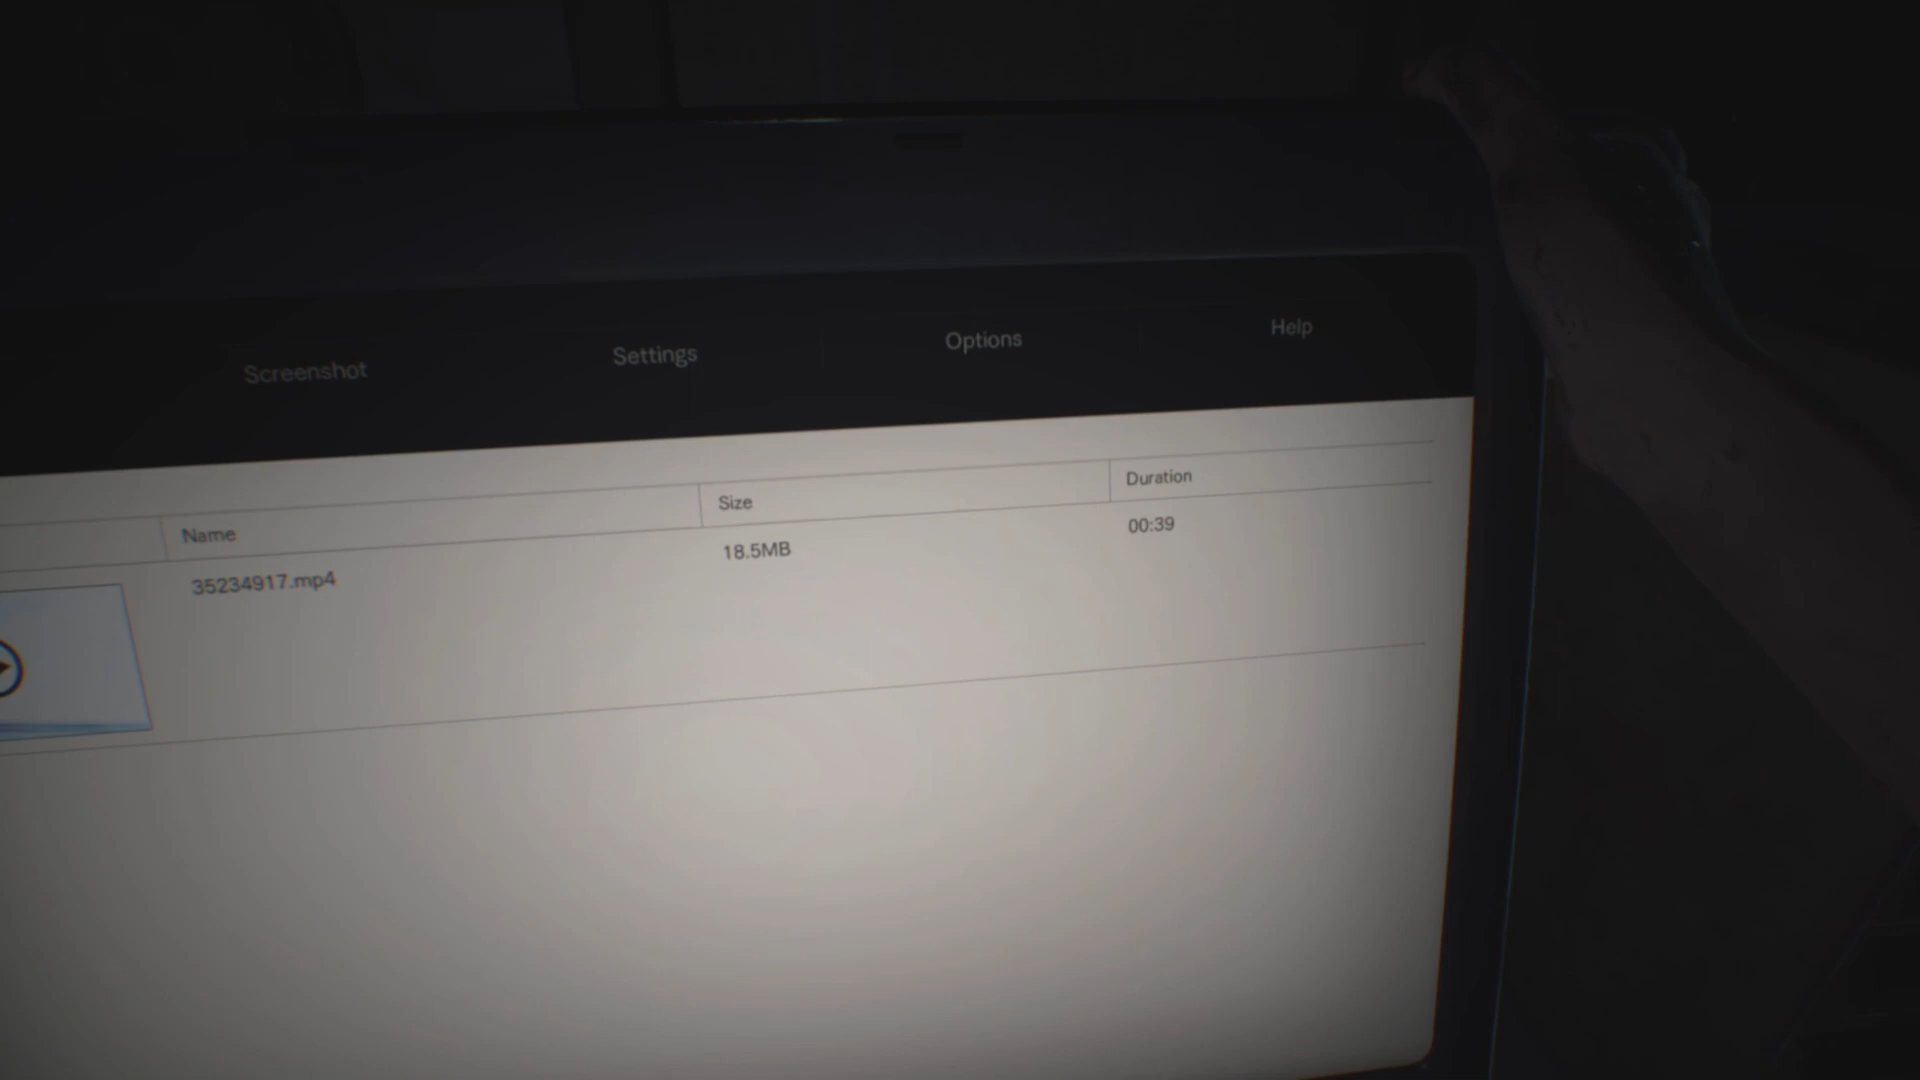 Screenshot Settings Options Help
Name Size Duration
35234917.mp4 18.5MB 00:39